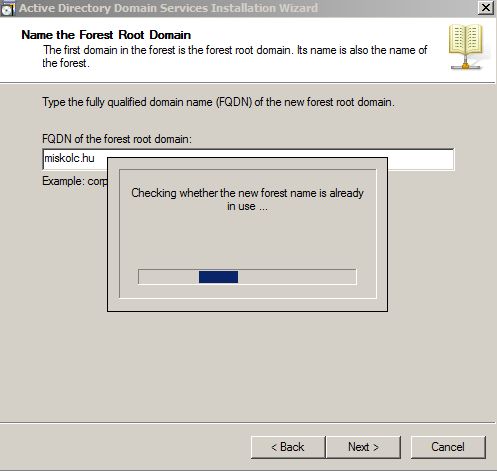 Active Directory Domain Services Installation Wizard
Name the Forest Root Domain
The first domain in the forest is the forest root domain. Its name is also the name of
the forest.
Type the fully qualified domain name (FQDN) of the new forest root domain.
FQDN of the forest root domain:
miskolc.hu
Example: corp
Checking whether the new forest name is already
in use ...
< Back
Next >
Cancel